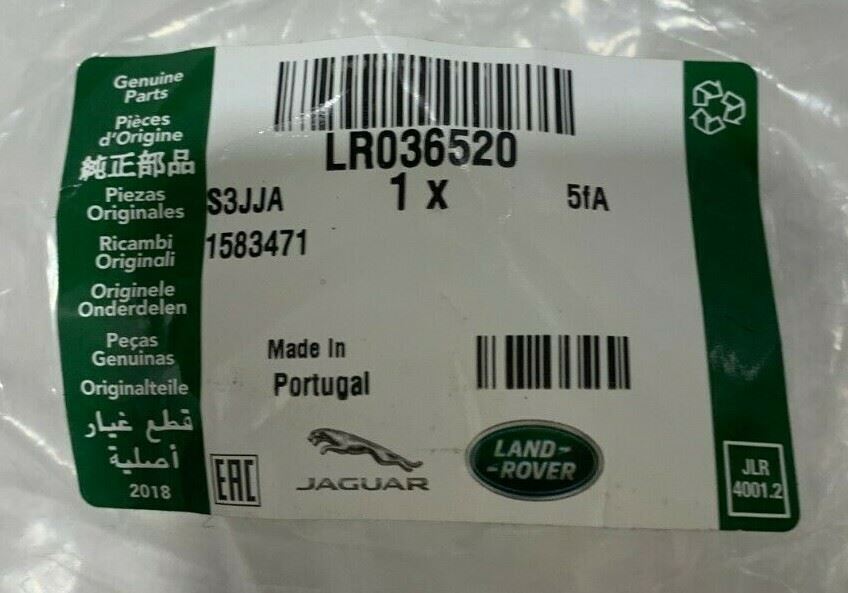 Genuine
Parts
Pièces
d'Origine
純正部品
Piezas
Originales
Ricambi
Originali
Originele
Onderdelen
Peças
Genuinas
Originalteile
قطع غيار
أصلية
2018
LR036520
S3JJA 1 x 5fA
1583471
Made In
Portugal
EAC
JAGUAR
LAND-
-ROVER
JLR
4001.2